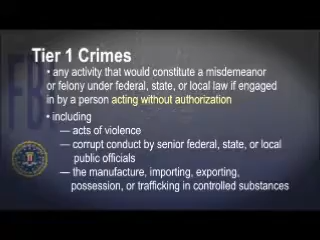 Tier 1 Crimes
• any activity that would constitute a misdemeanor
or felony under federal, state, or local law if engaged
in by a person acting without authorization
• including
— acts of violence
— corrupt conduct by senior federal, state, or local
public officials
— the manufacture, importing, exporting,
possession, or trafficking in controlled substances
FBI